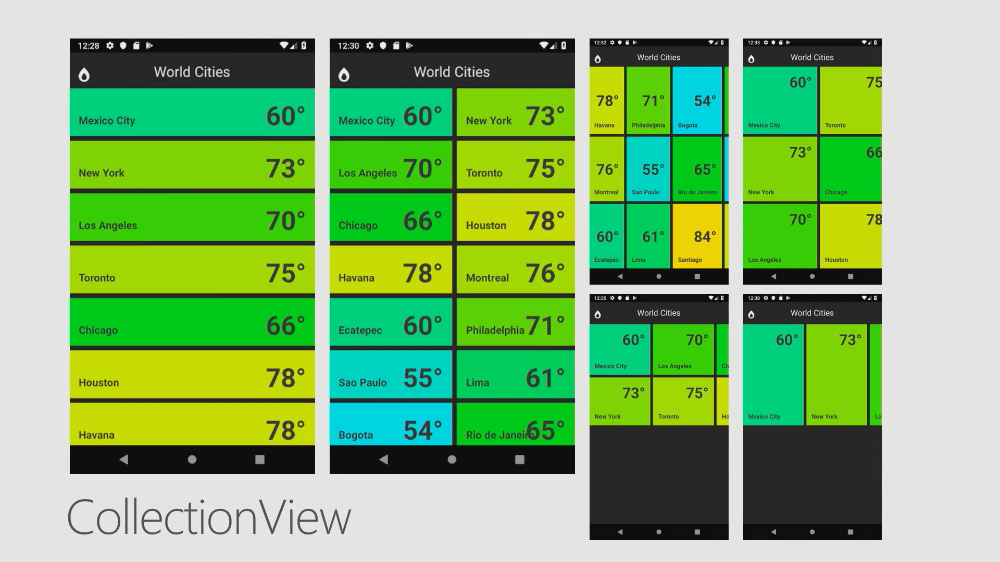 12:28
World Cities
Mexico City 60°
New York 73°
Los Angeles 70°
Toronto 75°
Chicago 66°
Houston 78°
Havana 78°
12:30
World Cities
Mexico City 60° New York 73°
Los Angeles 70° Toronto 75°
Chicago 66° Houston 78°
Havana 78° Montreal 76°
Ecatepec 60° Philadelphia 71°
Sao Paulo 55° Lima 61°
Bogota 54° Rio de Janeiro 65°
12:32
World Cities
78° 71° 54°
Havana Philadelphia Bogota
76° 55° 65°
Montreal Sao Paulo Rio de Janeiro
60° 61° 84°
Ecatepec Lima Santiago
12:33
World Cities
60° 75
Mexico City Toronto
73° 66
New York Chicago
70° 78
Los Angeles Houston
12:35
World Cities
60° 70°
Mexico City Los Angeles Ch
73° 75°
New York Toronto Ho
12:38
World Cities
60° 73°
Mexico City New York Lo
CollectionView